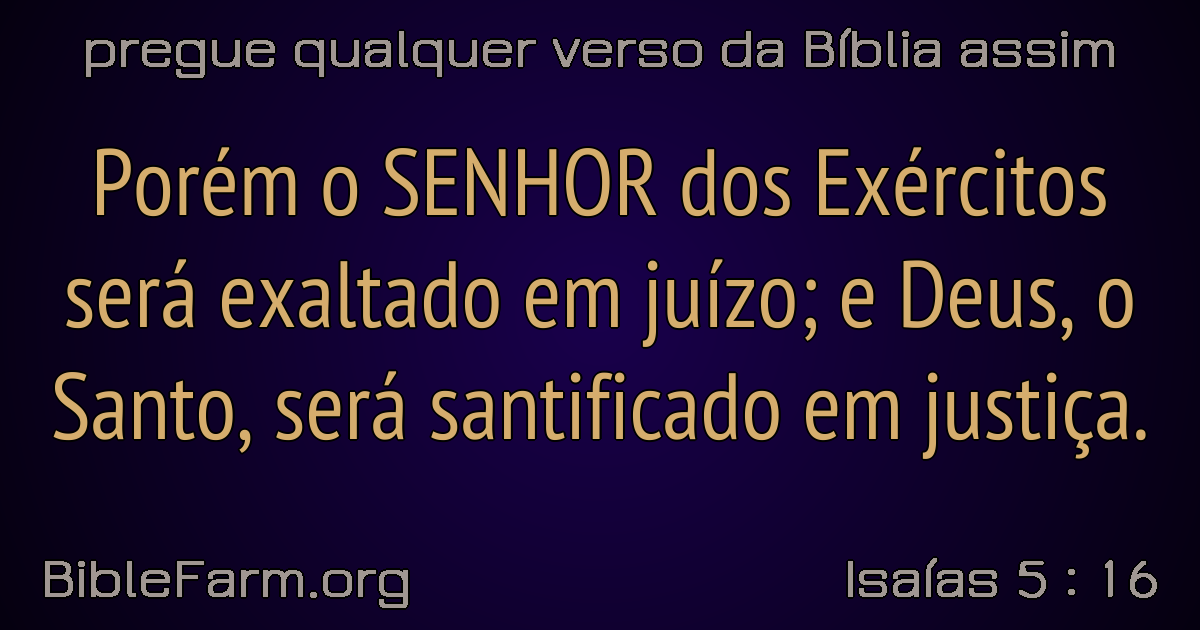 pregue qualquer verso da Bíblia assim
Porém o SENHOR dos Exércitos
será exaltado em juízo; e Deus, o
Santo, será santificado em justiça.
BibleFarm.org
Isaías 5 : 16